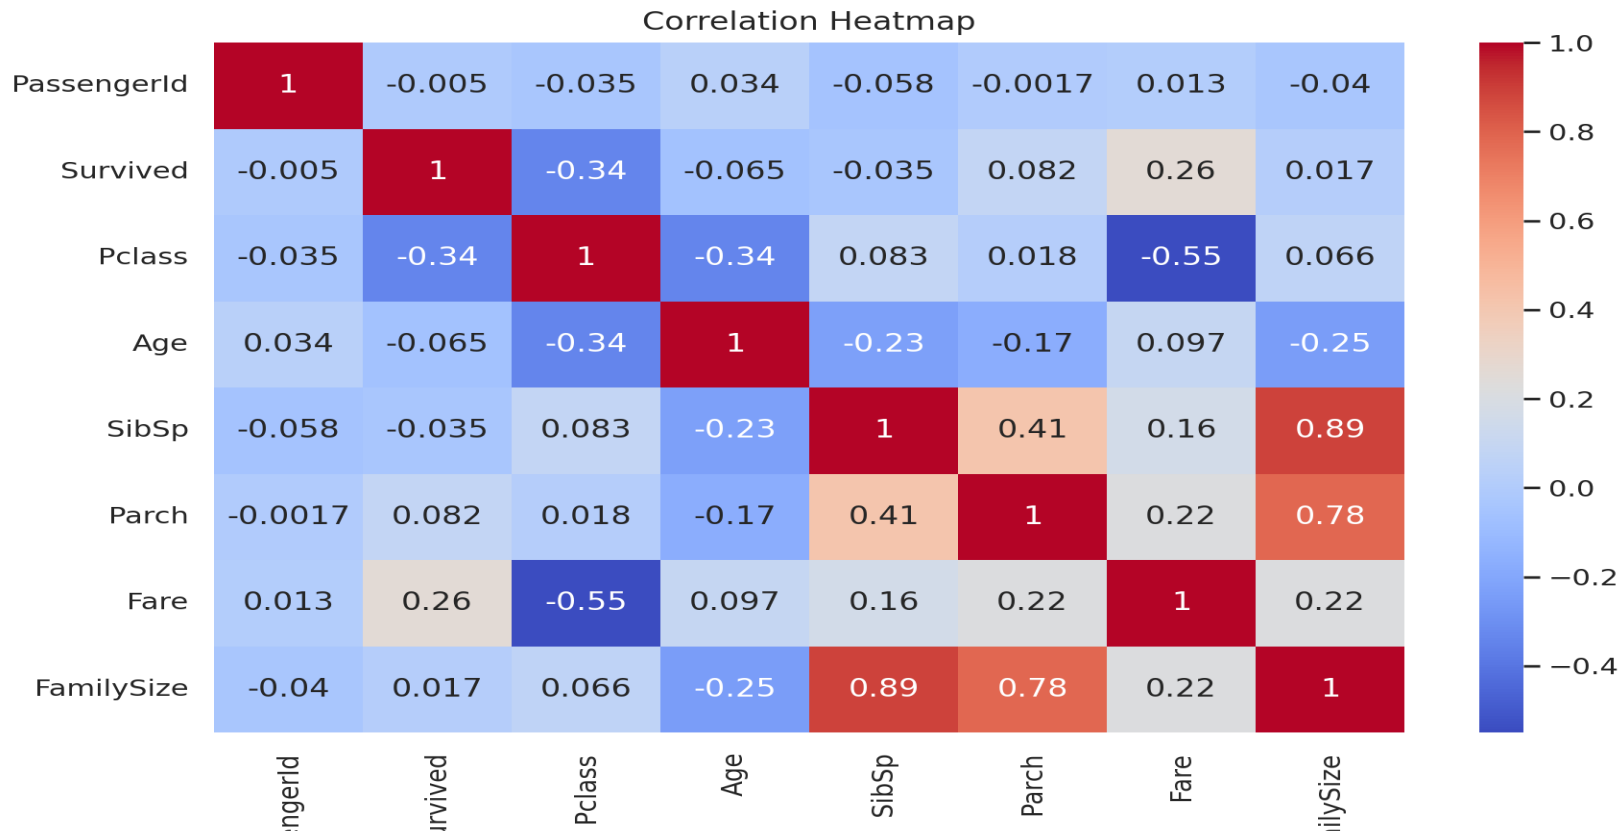 Correlation Heatmap
PassengerId 1 -0.005 -0.035 0.034 -0.058 -0.0017 0.013 -0.04
Survived -0.005 1 -0.34 -0.065 -0.035 0.082 0.26 0.017
Pclass -0.035 -0.34 1 -0.34 0.083 0.018 -0.55 0.066
Age 0.034 -0.065 -0.34 1 -0.23 -0.17 0.097 -0.25
SibSp -0.058 -0.035 0.083 -0.23 1 0.41 0.16 0.89
Parch -0.0017 0.082 0.018 -0.17 0.41 1 0.22 0.78
Fare 0.013 0.26 -0.55 0.097 0.16 0.22 1 0.22
FamilySize -0.04 0.017 0.066 -0.25 0.89 0.78 0.22 1
engerId urvived Pclass Age SibSp Parch Fare ilySize
1.0
0.8
0.6
0.4
0.2
0.0
−0.2
−0.4